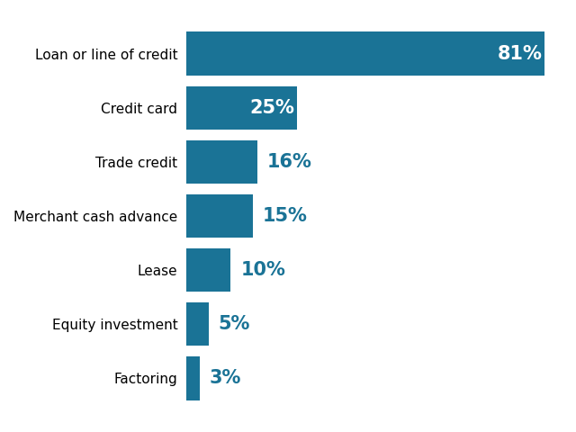 Loan or line of credit 81%
Credit card 25%
Trade credit 16%
Merchant cash advance 15%
Lease 10%
Equity investment 5%
Factoring 3%